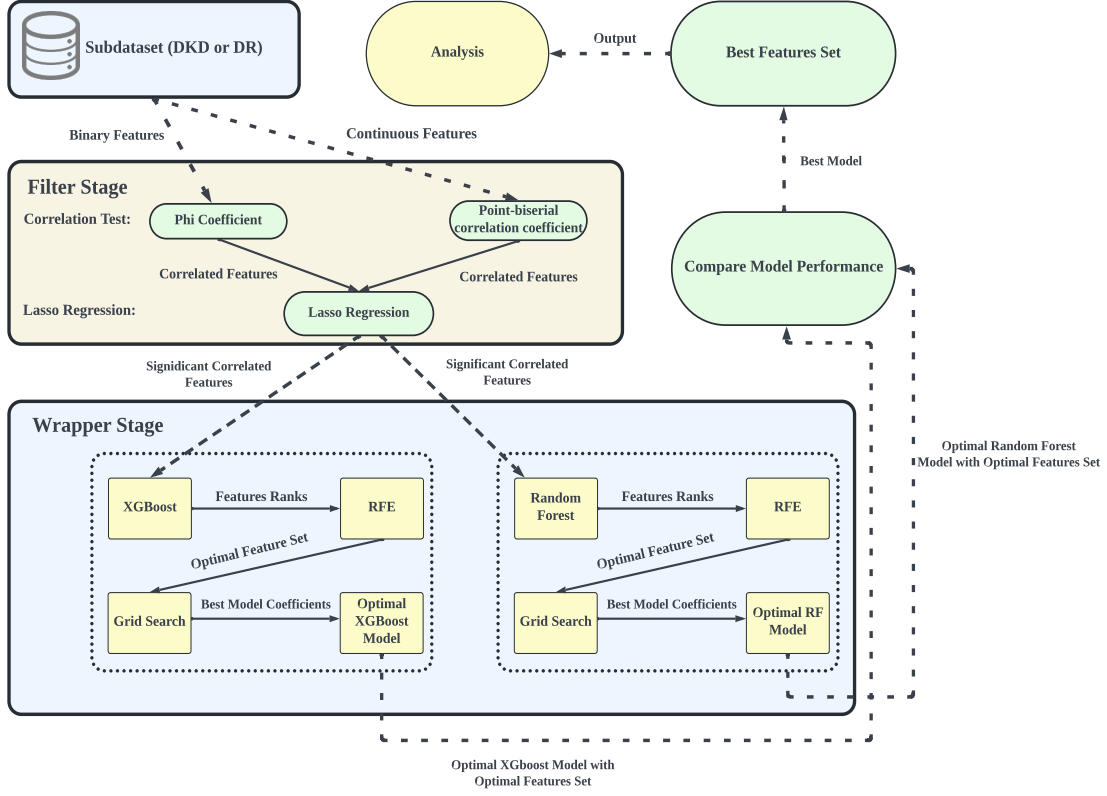 Subdataset (DKD or DR)
Analysis
Output
Best Features Set
Binary Features
Continuous Features
Best Model
Filter Stage
Correlation Test:
Phi Coefficient
Point-biserial
correlation coefficient
Correlated Features
Correlated Features
Compare Model Performance
Lasso Regression:
Lasso Regression
Signidicant Correlated
Features
Significant Correlated
Features
Wrapper Stage
XGBoost
Features Ranks
RFE
Optimal Feature Set
Grid Search
Best Model Coefficients
Optimal
XGBoost
Model
Random
Forest
Features Ranks
RFE
Optimal Feature Set
Grid Search
Best Model Coefficients
Optimal RF
Model
Optimal Random Forest
Model with Optimal Features Set
Optimal XGboost Model with
Optimal Features Set